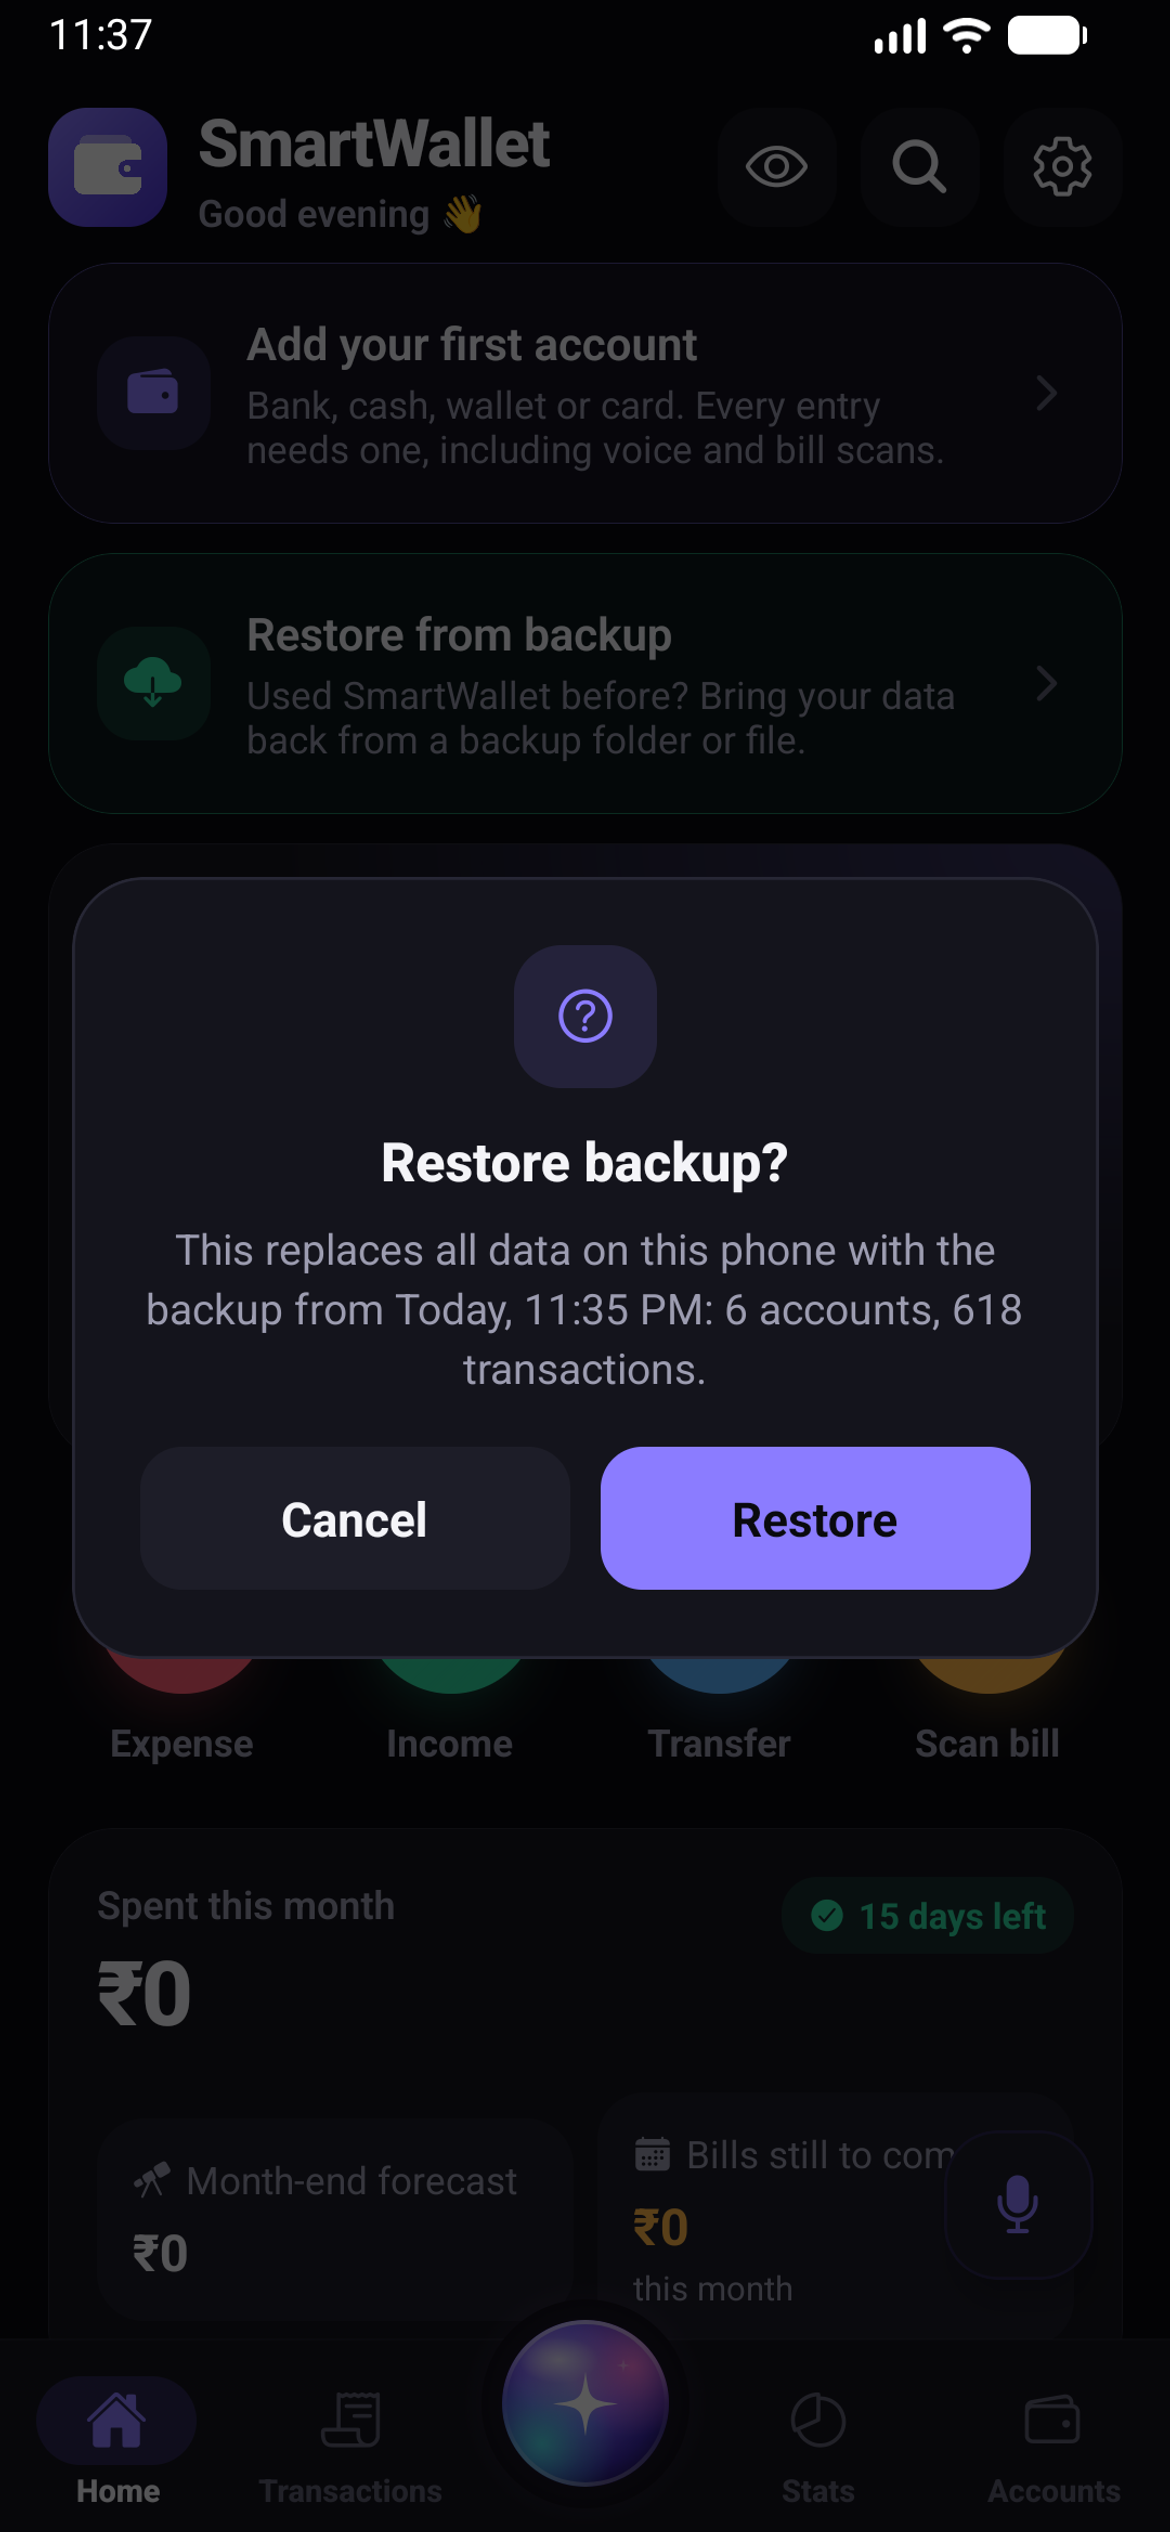 11:37
SmartWallet
Good evening 👋
Add your first account
Bank, cash, wallet or card. Every entry
needs one, including voice and bill scans.
Restore from backup
Used SmartWallet before? Bring your data
back from a backup folder or file.
Restore backup?
This replaces all data on this phone with the
backup from Today, 11:35 PM: 6 accounts, 618
transactions.
Cancel
Restore
Expense
Income
Transfer
Scan bill
Spent this month
15 days left
₹0
Month-end forecast
₹0
Bills still to com
₹0
this month
Home
Transactions
Stats
Accounts